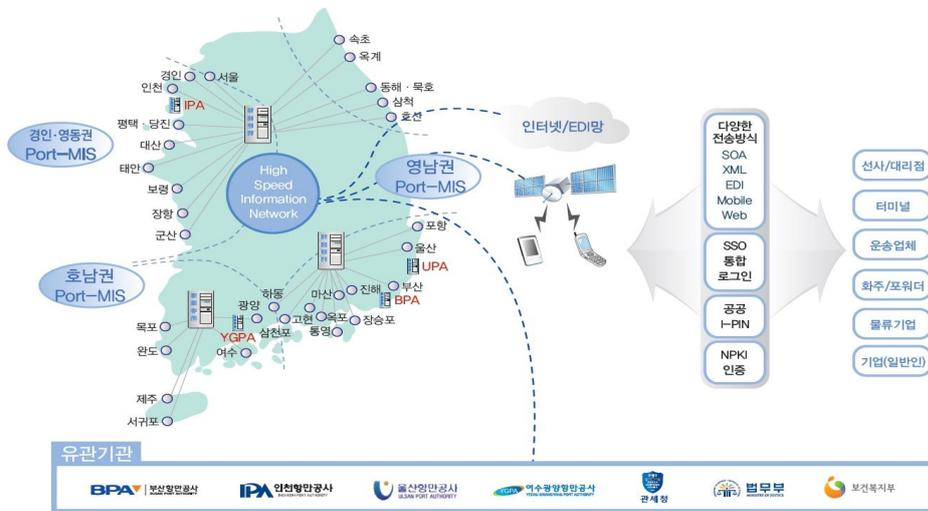 속초
옥계
경인
서울
인천
IPA
동해 · 묵호
삼척
호선
평택 · 당진
대산
태안
보령
장항
군산
경인·영동권
Port-MIS
High
Speed
Information
Network
영남권
Port-MIS
호남권
Port-MIS
포항
울산
UPA
부산
BPA
진해
마산
하동
광양
YGPA
삼천포
고현
옥포
통영
장승포
여수
목포
완도
제주
서귀포
인터넷/EDI망
다양한
전송방식
SOA
XML
EDI
Mobile
Web
SSO
통합
로그인
공공
I-PIN
NPKI
인증
선사/대리점
터미널
운송업체
화주/포워더
물류기업
기업(일반인)
유관기관
BPA 부산항만공사
IPA 인천항만공사
울산항만공사
ULSAN PORT AUTHORITY
YGPA 여수광양항만공사
관세청
법무부
MINISTRY OF JUSTICE
보건복지부